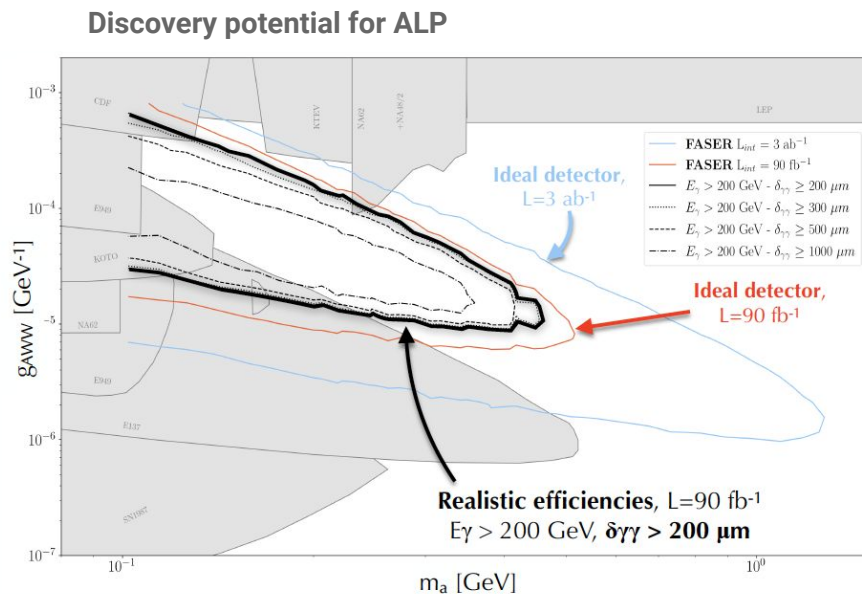 Discovery potential for ALP
CDF
KTEV
NA62
+NA48/2
LEP
E949
KOTO
NA62
E949
E137
SN1987
FASER L_int = 3 ab⁻¹
FASER L_int = 90 fb⁻¹
E_γ > 200 GeV - δ_γγ ≥ 200 μm
E_γ > 200 GeV - δ_γγ ≥ 300 μm
E_γ > 200 GeV - δ_γγ ≥ 500 μm
E_γ > 200 GeV - δ_γγ ≥ 1000 μm
Ideal detector,
L=3 ab⁻¹
Ideal detector,
L=90 fb⁻¹
Realistic efficiencies, L=90 fb⁻¹
Eγ > 200 GeV, δγγ > 200 μm
10⁻³
10⁻⁴
10⁻⁵
10⁻⁶
10⁻⁷
g_AWW [GeV⁻¹]
10⁻¹
10⁰
m_a [GeV]